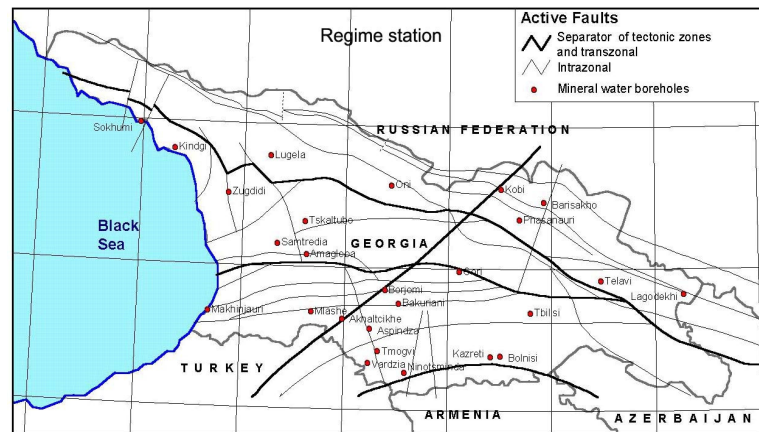 Regime station
Active Faults
Separator of tectonic zones
and transzonal
Intrazonal
Mineral water boreholes
RUSSIAN FEDERATION
Sokhumi
Kindgi
Lugela
Oni
Kobi
Zugdidi
Barisakho
Tskaltubo
Phasanauri
Black
Sea
Samtredia
GEORGIA
Amaglepa
Gori
Telavi
Borjomi
Lagodekhi
Bakuriani
Makhinjauri
Mlashe
Tbilisi
Akhaltcikhe
Aspindza
Tmogvi
Kazreti
Bolnisi
TURKEY
Vardzia
Ninotsminda
ARMENIA
AZERBAIJAN